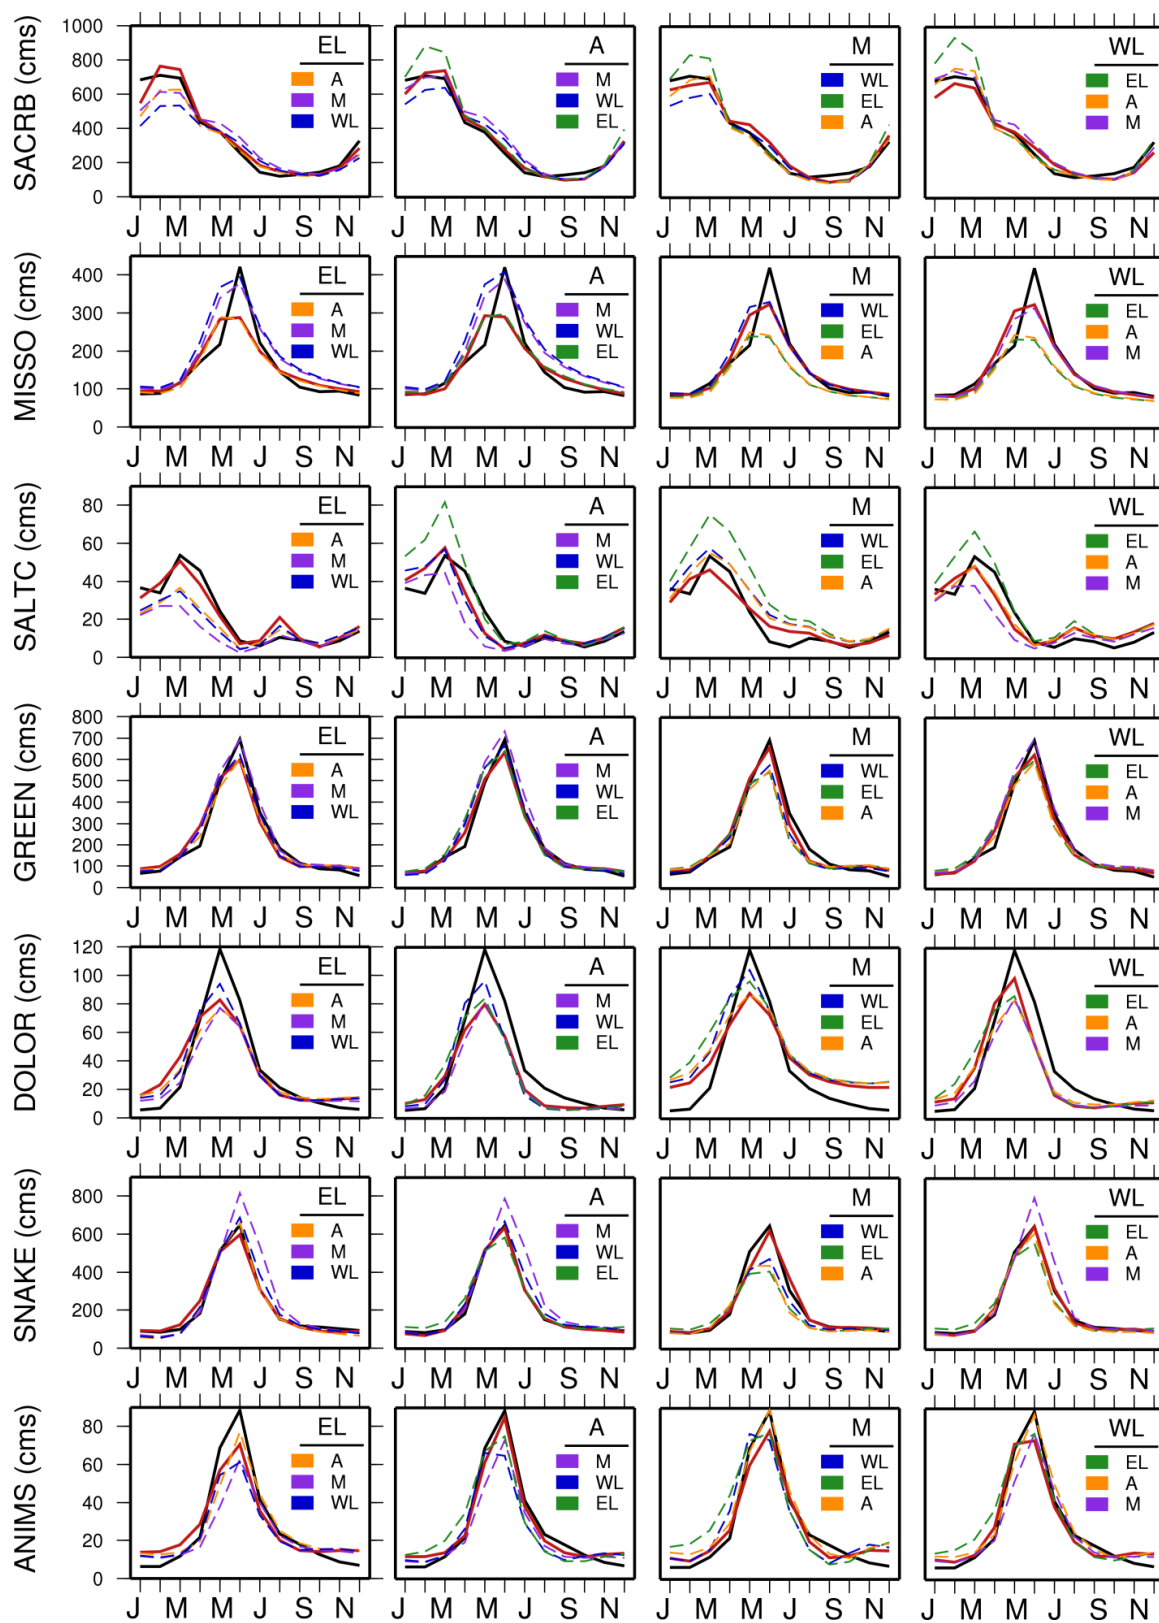 SACRB (cms)
1000
800
600
400
200
0
EL
A
M
WL
A
M
WL
EL
M
WL
EL
A
WL
EL
A
M
J M M J S N
J M M J S N
J M M J S N
J M M J S N
MISSO (cms)
400
300
200
100
0
EL
A
M
WL
A
M
WL
EL
M
WL
EL
A
WL
EL
A
M
J M M J S N
J M M J S N
J M M J S N
J M M J S N
SALTC (cms)
80
60
40
20
0
EL
A
M
WL
A
M
WL
EL
M
WL
EL
A
WL
EL
A
M
J M M J S N
J M M J S N
J M M J S N
J M M J S N
GREEN (cms)
800
700
600
500
400
300
200
100
0
EL
A
M
WL
A
M
WL
EL
M
WL
EL
A
WL
EL
A
M
J M M J S N
J M M J S N
J M M J S N
J M M J S N
DOLOR (cms)
120
100
80
60
40
20
0
EL
A
M
WL
A
M
WL
EL
M
WL
EL
A
WL
EL
A
M
J M M J S N
J M M J S N
J M M J S N
J M M J S N
SNAKE (cms)
800
600
400
200
0
EL
A
M
WL
A
M
WL
EL
M
WL
EL
A
WL
EL
A
M
J M M J S N
J M M J S N
J M M J S N
J M M J S N
ANIMS (cms)
80
60
40
20
0
EL
A
M
WL
A
M
WL
EL
M
WL
EL
A
WL
EL
A
M
J M M J S N
J M M J S N
J M M J S N
J M M J S N